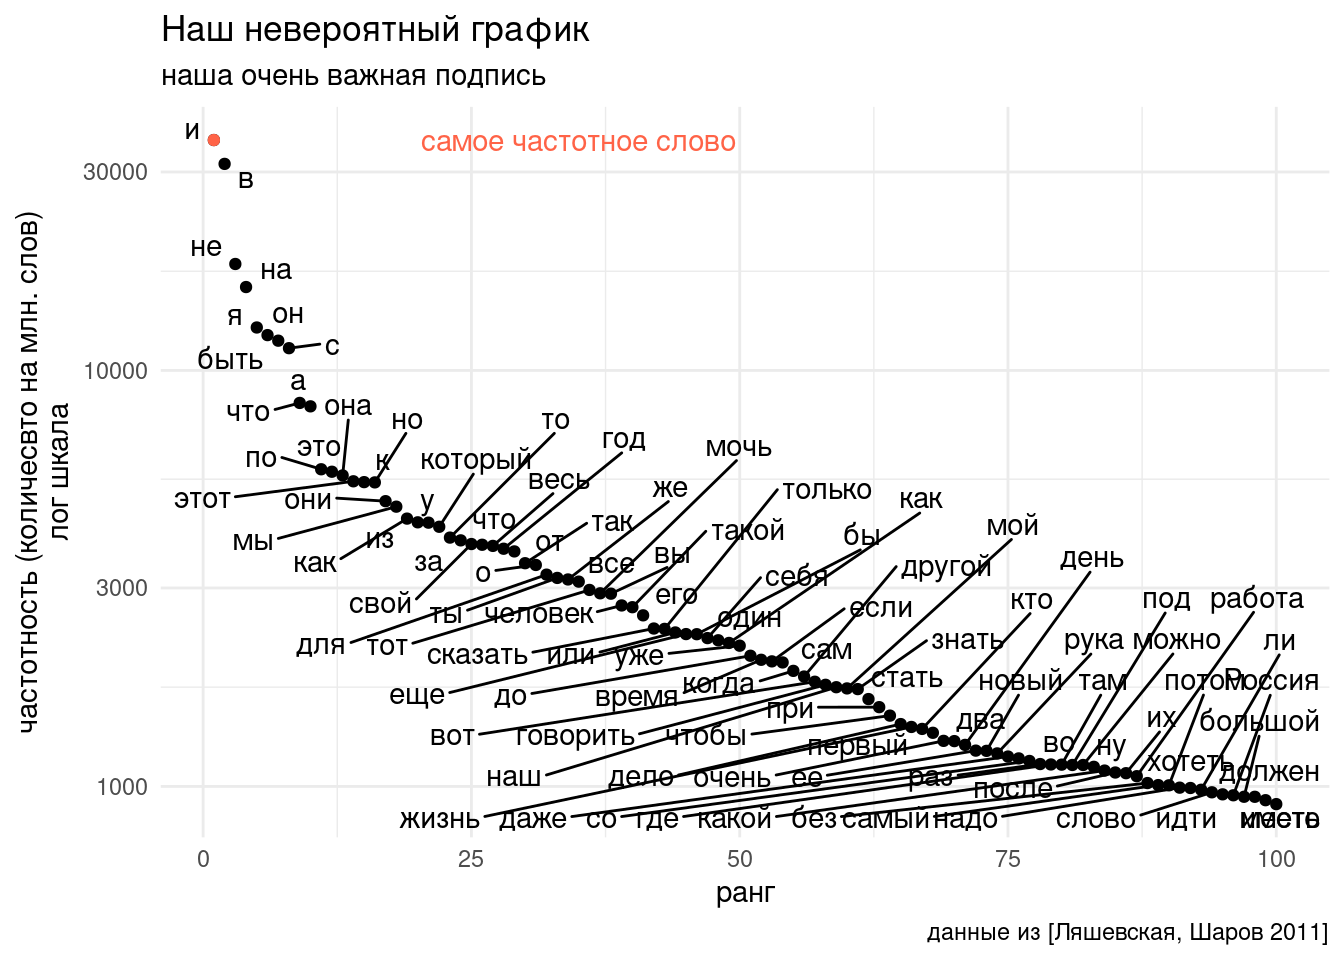 Наш невероятный график
наша очень важная подпись
самое частотное слово
частотность (количесвто на млн. слов)
лог шкала
30000
10000
3000
1000
и
в
не
на
я
он
быть
с
а
что
она
но
то
по
это
к
который
год
мочь
этот
они
у
весь
же
только
как
мы
из
что
так
такой
бы
мой
как
за
от
все
вы
день
о
себя
другой
свой
ты
человек
его
один
если
кто
под
работа
для
тот
сказать
или
уже
сам
знать
рука
можно
ли
еще
до
время
когда
стать
новый
там
потом
Россия
вот
говорить
чтобы
при
первый
два
во
ну
их
большой
наш
дело
очень
ее
раз
после
хотеть
должен
жизнь
даже
со
где
какой
без
самый
надо
слово
идти
иметь
0
25
50
75
100
ранг
данные из [Ляшевская, Шаров 2011]